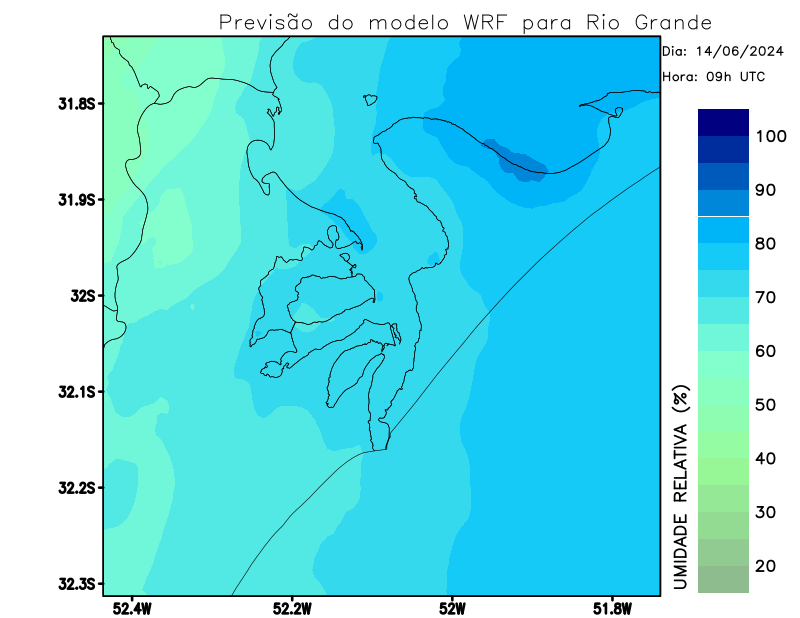 Previsão do modelo WRF para Rio Grande
Dia: 14/06/2024
Hora: 09h UTC
31.8S
31.9S
32S
32.1S
32.2S
32.3S
52.4W
52.2W
52W
51.8W
100
90
80
70
60
50
40
30
20
UMIDADE RELATIVA (%)